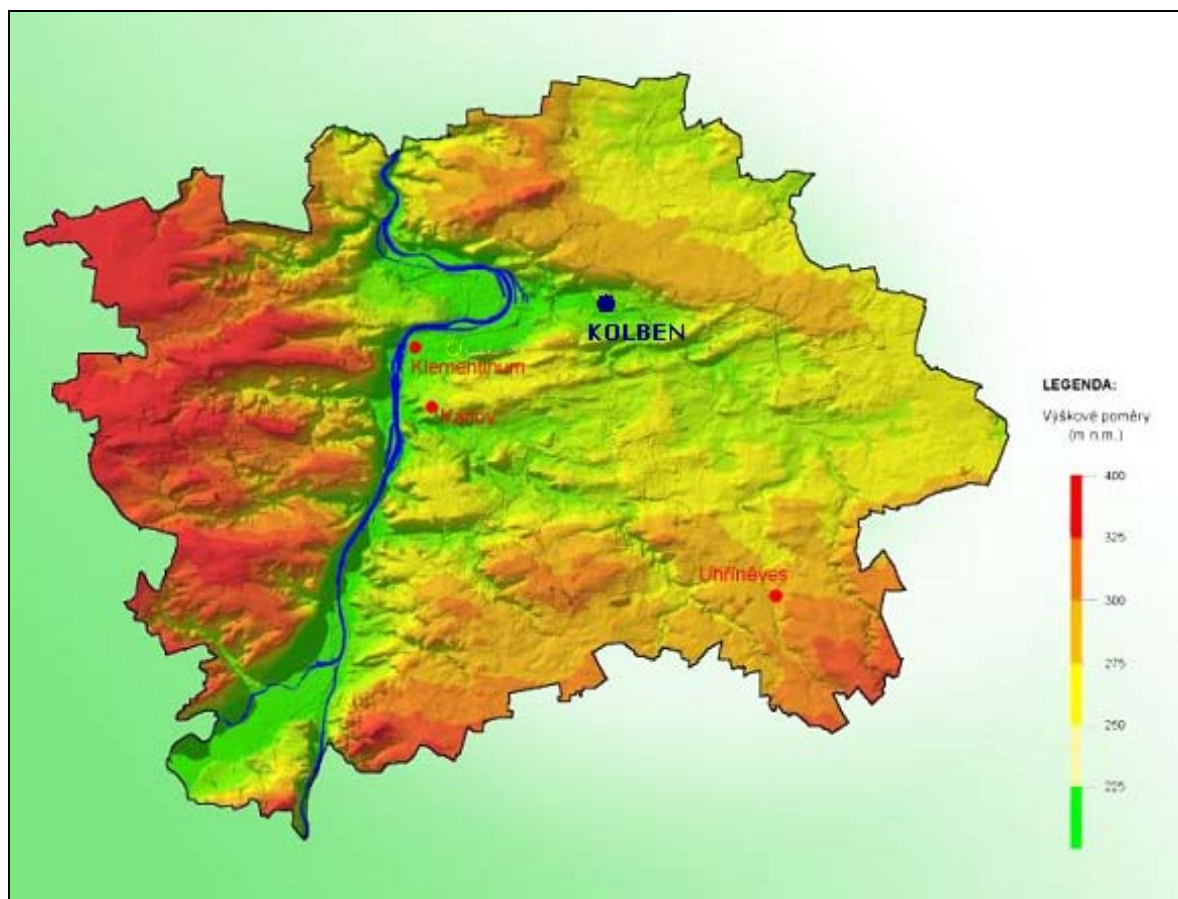 KOLBEN
Klementinum
Karlov
Uhříněves
LEGENDA:
Výškové poměry
(m n.m.)
400
325
300
275
250
225